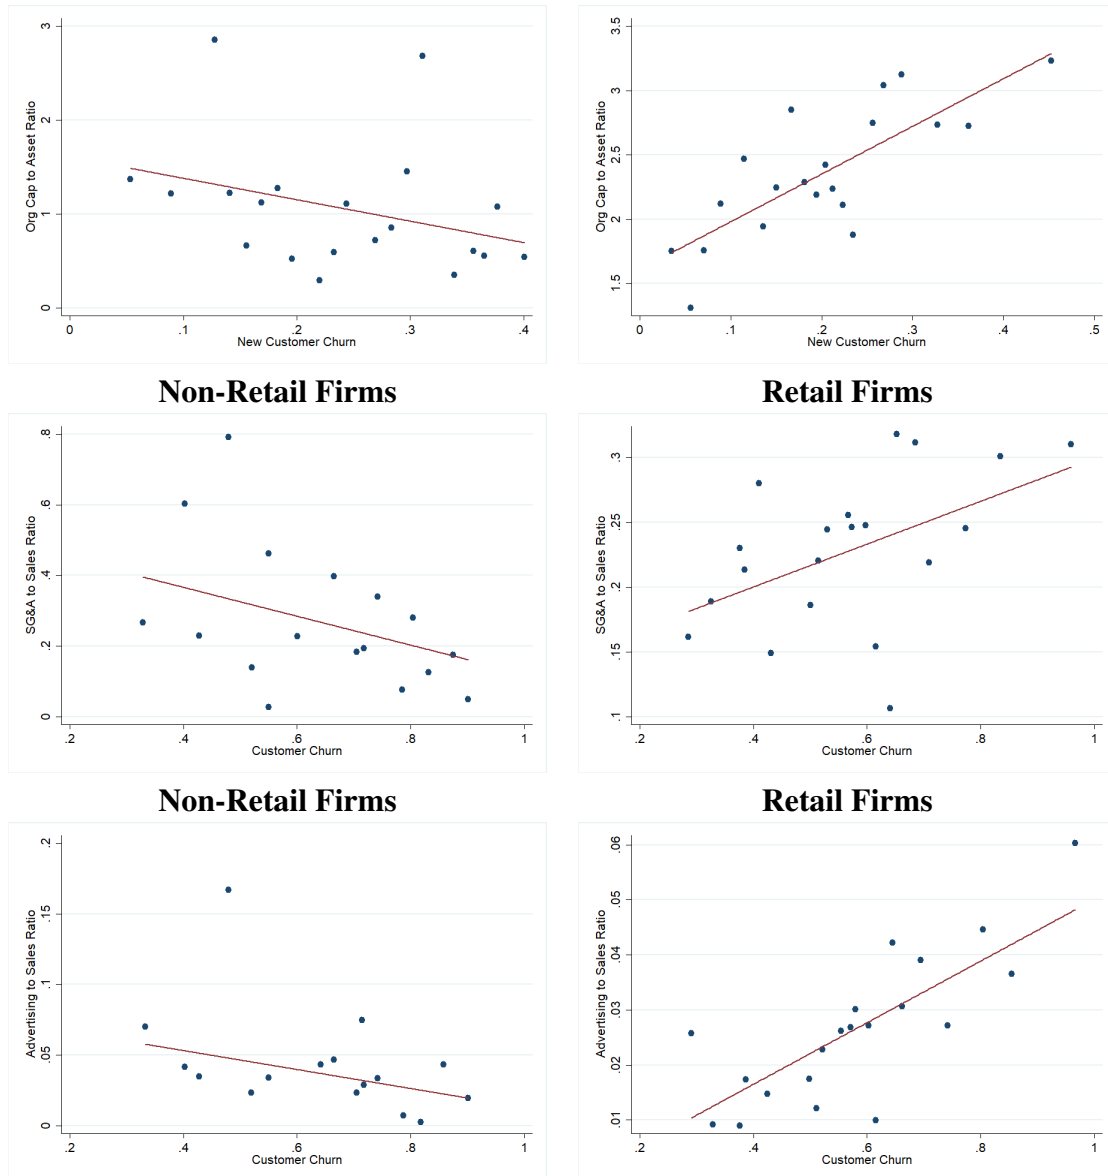 3
2
1
0
Org Cap to Asset Ratio
0 .1 .2 .3 .4
New Customer Churn
3.5
3
2.5
2
1.5
Org Cap to Asset Ratio
0 .1 .2 .3 .4 .5
New Customer Churn
Non-Retail Firms
Retail Firms
.8
.6
.4
.2
0
SG&A to Sales Ratio
.2 .4 .6 .8 1
Customer Churn
.3
.25
.2
.15
.1
SG&A to Sales Ratio
.2 .4 .6 .8 1
Customer Churn
Non-Retail Firms
Retail Firms
.2
.15
.1
.05
0
Advertising to Sales Ratio
.2 .4 .6 .8 1
Customer Churn
.06
.05
.04
.03
.02
.01
Advertising to Sales Ratio
.2 .4 .6 .8 1
Customer Churn